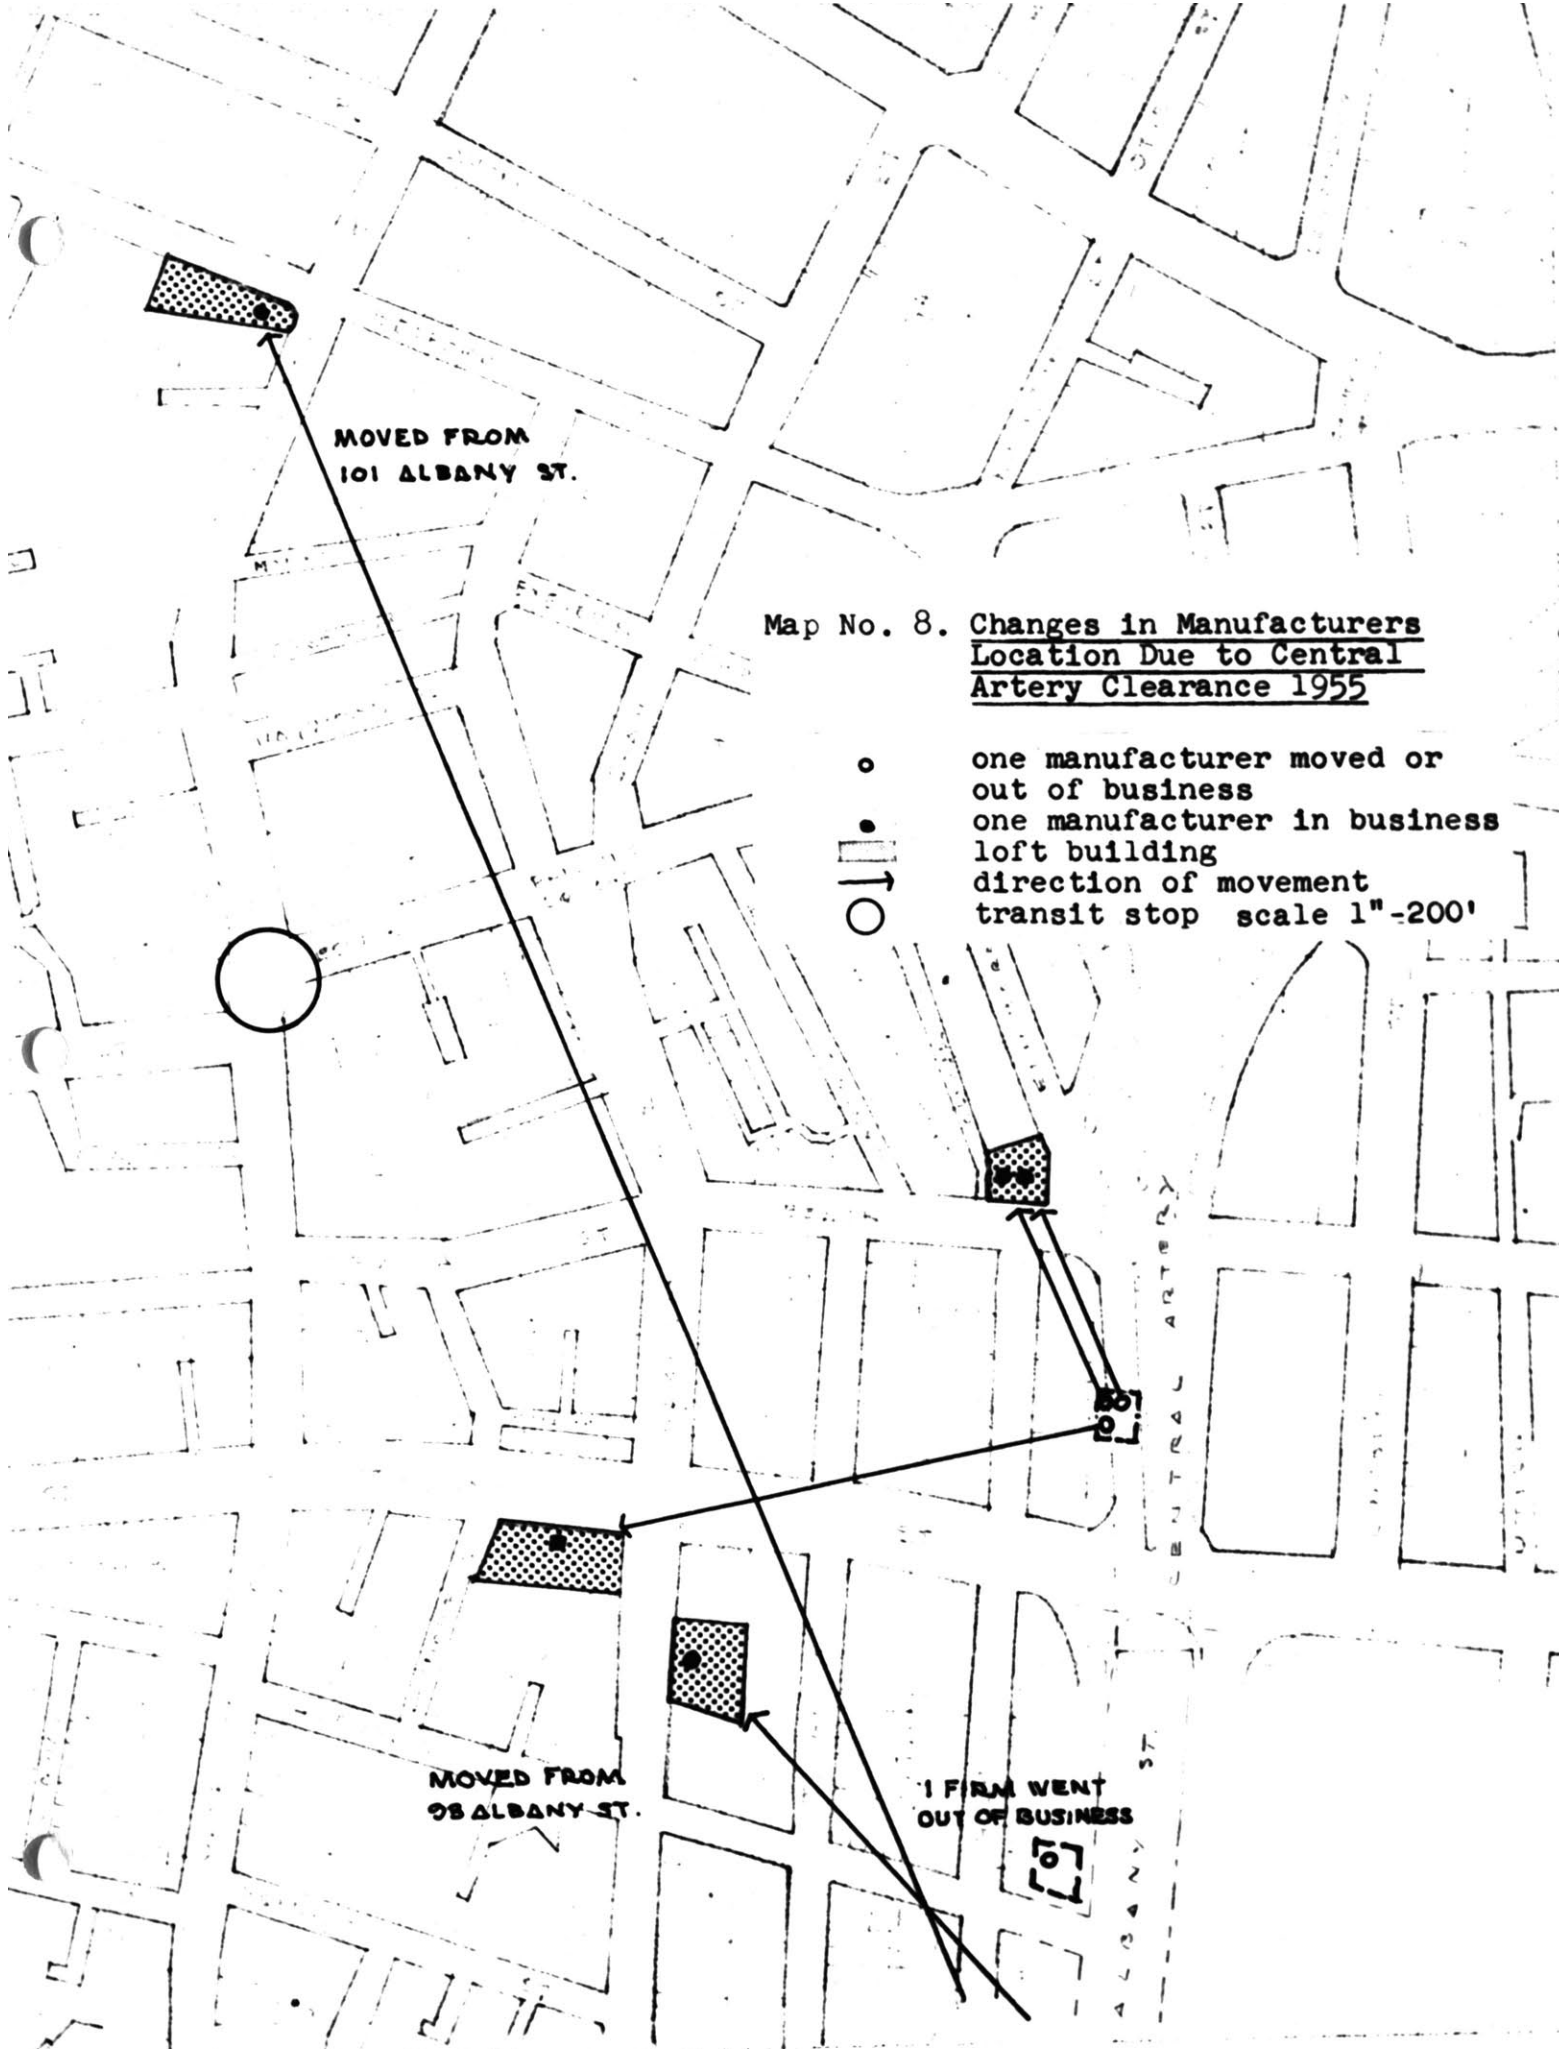 MOVED FROM
101 ALBANY ST.
Map No. 8. Changes in Manufacturers
Location Due to Central
Artery Clearance 1955
one manufacturer moved or
out of business
one manufacturer in business
loft building
direction of movement
transit stop scale 1"-200'
CENTRAL ARTERY
ST
MOVED FROM
98 ALBANY ST.
1 FIRM WENT
OUT OF BUSINESS
ALBANY ST.